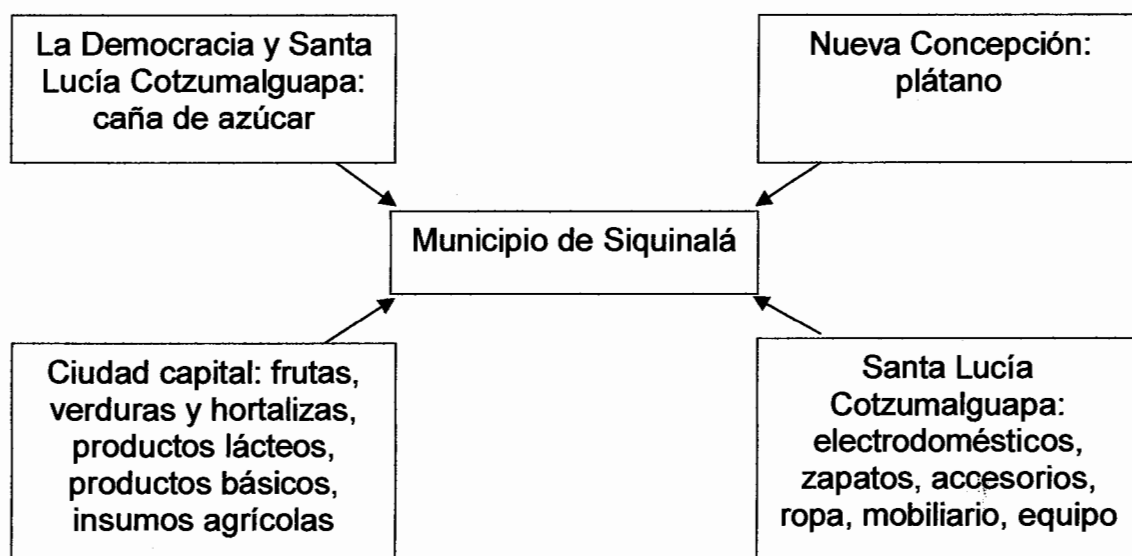 La Democracia y Santa
Lucía Cotzumalguapa:
caña de azúcar
Nueva Concepción:
plátano
Municipio de Siquinalá
Ciudad capital: frutas,
verduras y hortalizas,
productos lácteos,
productos básicos,
insumos agrícolas
Santa Lucía
Cotzumalguapa:
electrodomésticos,
zapatos, accesorios,
ropa, mobiliario, equipo